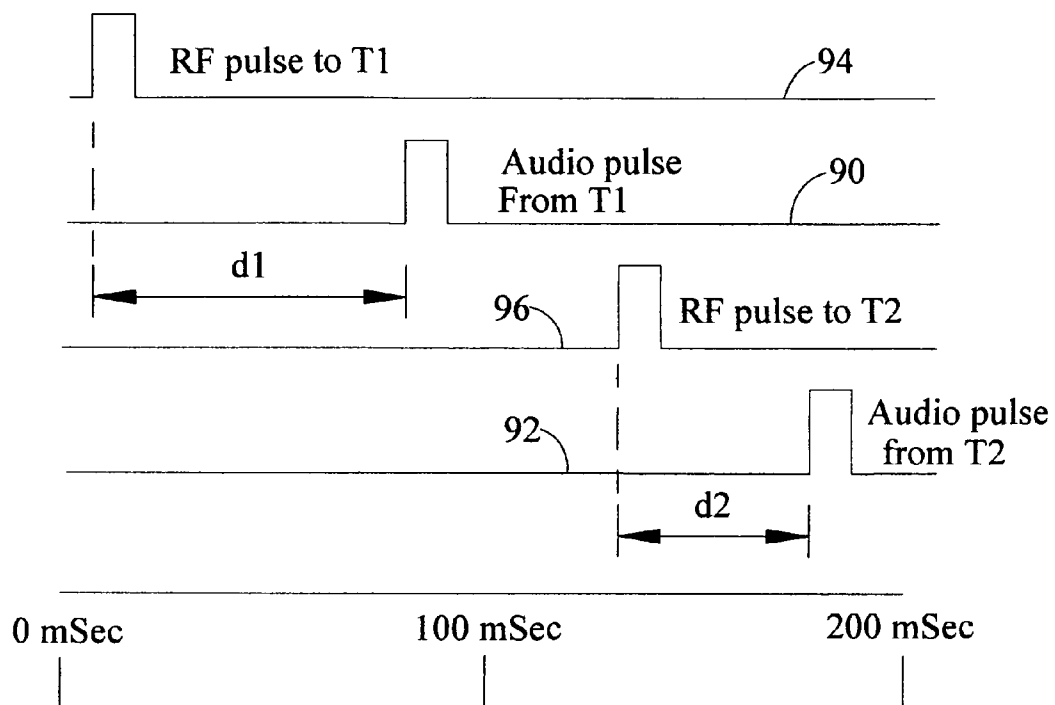 RF pulse to T1
94
Audio pulse
From T1
90
d1
96
RF pulse to T2
92
Audio pulse
from T2
d2
0 mSec
100 mSec
200 mSec